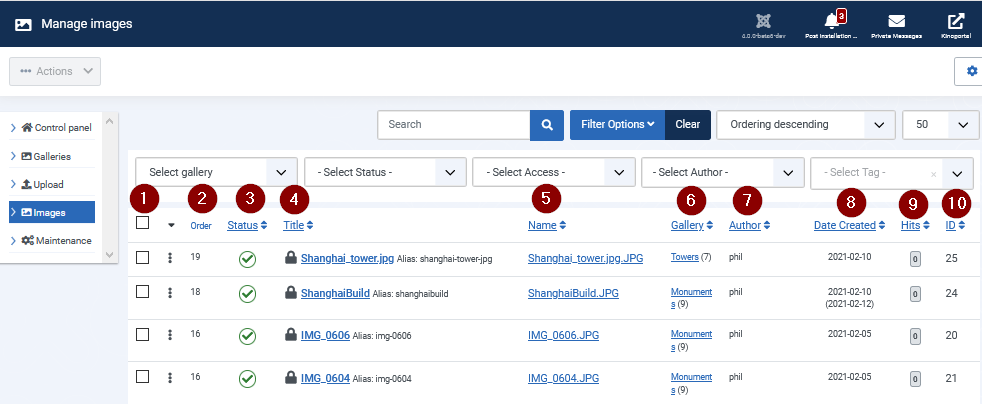 Manage images
3
4.0.0-beta8-dev
Post Installation ...
Private Messages
Kinoportal
Actions
Control panel
Galleries
Upload
Images
Maintenance
Search
Filter Options
Clear
Ordering descending
50
Select gallery
- Select Status -
- Select Access -
- Select Author -
- Select Tag -
1 2 3 4 5 6 7 8 9 10
Order Status Title Name Gallery Author Date Created Hits ID
19 Shanghai_tower.jpg Alias: shanghai-tower-jpg Shanghai_tower.jpg.JPG Towers (7) phil 2021-02-10 0 25
18 ShanghaiBuild Alias: shanghaibuild ShanghaiBuild.JPG Monument phil 2021-02-10 0 24
s (9) (2021-02-12)
16 IMG_0606 Alias: img-0606 IMG_0606.JPG Monument phil 2021-02-05 0 20
s (9)
16 IMG_0604 Alias: img-0604 IMG_0604.JPG Monument phil 2021-02-05 0 21
s (9)